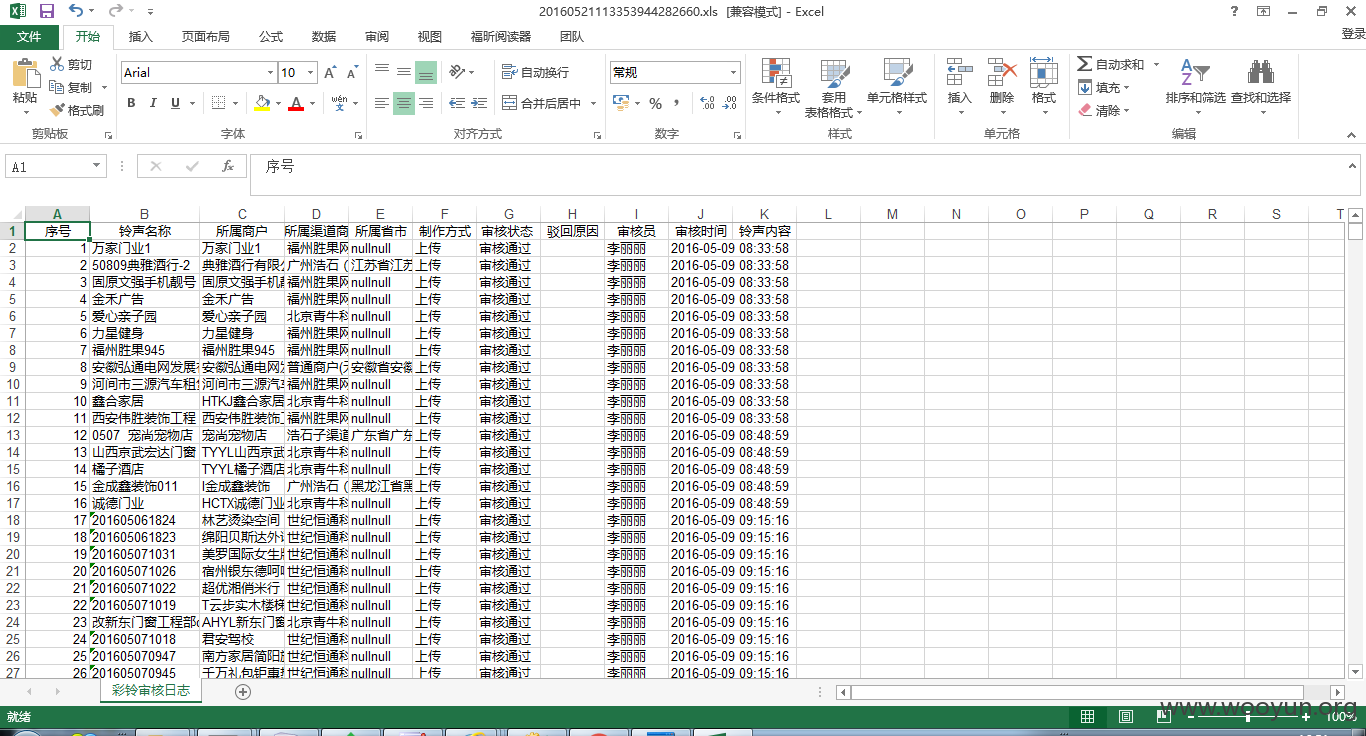 20160521113353944282660.xls [兼容模式] - Excel
文件 开始 插入 页面布局 公式 数据 审阅 视图 福昕阅读器 团队 登录
粘贴 剪切 复制 格式刷 剪贴板
Arial 10 字体
自动换行 合并后居中 对齐方式
常规 数字
条件格式 套用表格格式 单元格样式 样式
插入 删除 格式 单元格
自动求和 填充 清除 排序和筛选 查找和选择 编辑
A1 序号
A B C D E F G H I J K L M N O P Q R S T
1 序号 铃声名称 所属商户 所属渠道商 所属省市 制作方式 审核状态 驳回原因 审核员 审核时间 铃声内容
2 1 万家门业1 万家门业1 福州胜果网 nullnull 上传 审核通过 李丽丽 2016-05-09 08:33:58
3 2 50809典雅酒行-2 典雅酒行有限 广州浩石( 江苏省江苏 上传 审核通过 李丽丽 2016-05-09 08:33:58
4 3 固原文强手机靓号 固原文强手机 福州胜果网 nullnull 上传 审核通过 李丽丽 2016-05-09 08:33:58
5 4 金禾广告 金禾广告 福州胜果网 nullnull 上传 审核通过 李丽丽 2016-05-09 08:33:58
6 5 爱心亲子园 爱心亲子园 北京青牛科 nullnull 上传 审核通过 李丽丽 2016-05-09 08:33:58
7 6 力星健身 力星健身 福州胜果网 nullnull 上传 审核通过 李丽丽 2016-05-09 08:33:58
8 7 福州胜果945 福州胜果945 福州胜果网 nullnull 上传 审核通过 李丽丽 2016-05-09 08:33:58
9 8 安徽弘通电网发展 安徽弘通电网 普通商户( 安徽省安徽 上传 审核通过 李丽丽 2016-05-09 08:33:58
10 9 河间市三源汽车租 河间市三源汽车 福州胜果网 nullnull 上传 审核通过 李丽丽 2016-05-09 08:33:58
11 10 鑫合家居 HTKJ鑫合家居 北京青牛科 nullnull 上传 审核通过 李丽丽 2016-05-09 08:33:58
12 11 西安伟胜装饰工程 西安伟胜装饰 福州胜果网 nullnull 上传 审核通过 李丽丽 2016-05-09 08:33:58
13 12 0507 宠尚宠物店 宠尚宠物店 浩石子渠道 广东省广东 上传 审核通过 李丽丽 2016-05-09 08:48:59
14 13 山西京武宏达门窗 TYYL山西京武 北京青牛科 nullnull 上传 审核通过 李丽丽 2016-05-09 08:48:59
15 14 橘子酒店 TYYL橘子酒店 北京青牛科 nullnull 上传 审核通过 李丽丽 2016-05-09 08:48:59
16 15 金成鑫装饰011 I金成鑫装饰 广州浩石( 黑龙江省黑 上传 审核通过 李丽丽 2016-05-09 08:48:59
17 16 诚德门业 HCTX诚德门业 北京青牛科 nullnull 上传 审核通过 李丽丽 2016-05-09 08:48:59
18 17 201605061824 林艺烫染空间 世纪恒通科 nullnull 上传 审核通过 李丽丽 2016-05-09 09:15:16
19 18 201605061823 绵阳贝斯达外 世纪恒通科 nullnull 上传 审核通过 李丽丽 2016-05-09 09:15:16
20 19 201605071031 美罗国际女生 世纪恒通科 nullnull 上传 审核通过 李丽丽 2016-05-09 09:15:16
21 20 201605071026 宿州银东德呵 世纪恒通科 nullnull 上传 审核通过 李丽丽 2016-05-09 09:15:16
22 21 201605071022 超优湘俏米行 世纪恒通科 nullnull 上传 审核通过 李丽丽 2016-05-09 09:15:16
23 22 201605071019 T云步实木楼梯 世纪恒通科 nullnull 上传 审核通过 李丽丽 2016-05-09 09:15:16
24 23 改新东门窗工程部 AHYL新东门窗 北京青牛科 nullnull 上传 审核通过 李丽丽 2016-05-09 09:15:16
25 24 201605071018 君安驾校 世纪恒通科 nullnull 上传 审核通过 李丽丽 2016-05-09 09:15:16
26 25 201605070947 南方家居简阳 世纪恒通科 nullnull 上传 审核通过 李丽丽 2016-05-09 09:15:16
27 26 201605070945 千万礼包钜惠 世纪恒通科 nullnull 上传 审核通过 李丽丽 2016-05-09 09:15:16
彩铃审核日志
就绪 100%
www.wooyun.org